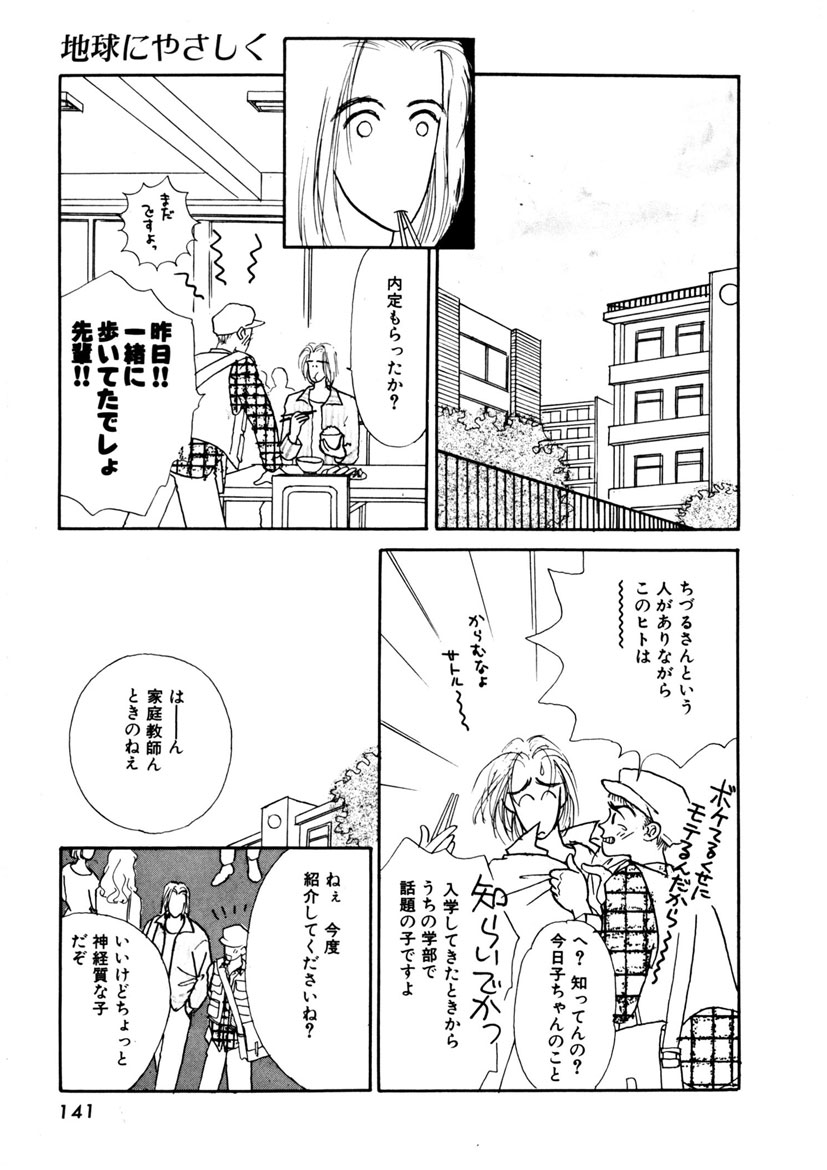 地球にやさしく
内定もらったか?
まだ
ですよっ
昨日!!
一緒に
歩いてたでしょ
先輩!!
ちづるさんという
人がありながら
このヒトは
からむなよ
サトル〜
ボケてるくせに
モテるんだから
へ? 知ってんの?
今日子ちゃんのこと
知らいでかっ
入学してきたときから
うちの学部で
話題の子ですよ
は——ん
家庭教師ん
ときのねえ
ねぇ 今度
紹介してくださいね?
いいけどちょっと
神経質な子
だぞ
141